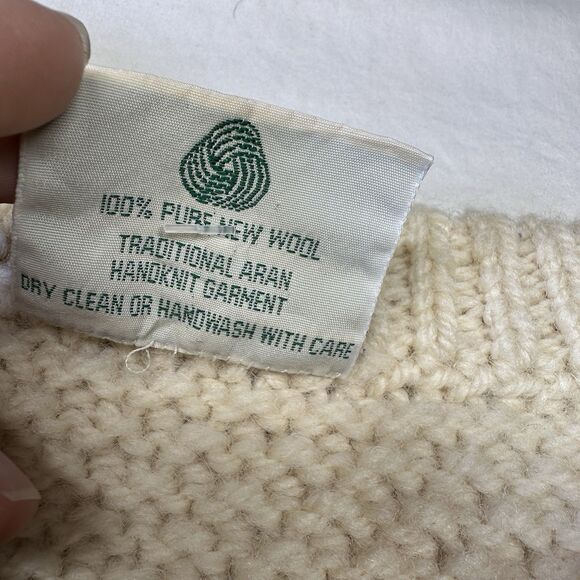 100% PURE NEW WOOL
TRADITIONAL ARAN
HANDKNIT GARMENT
DRY CLEAN OR HANDWASH WITH CARE